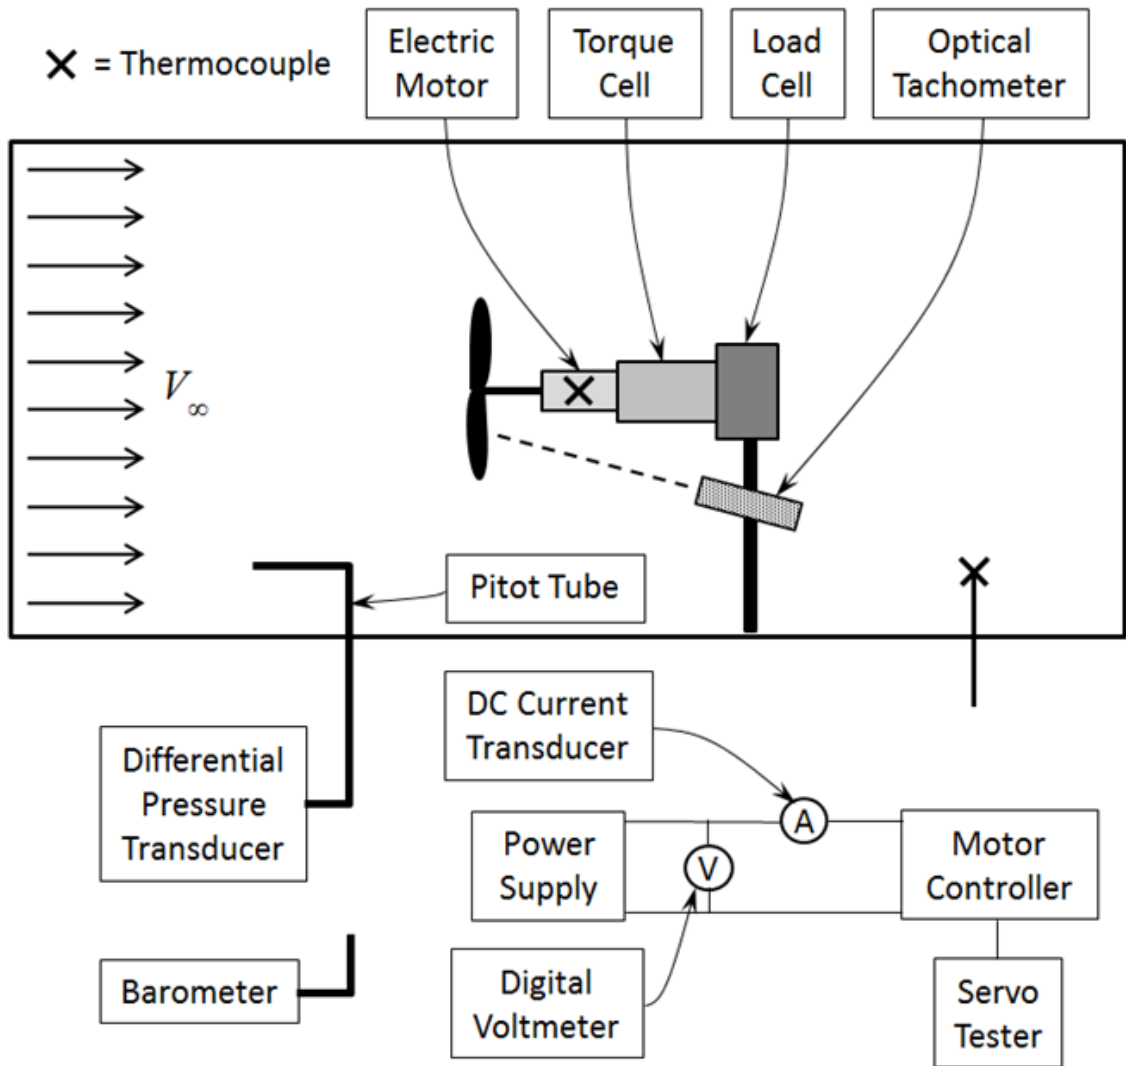 = Thermocouple
Electric
Motor
Torque
Cell
Load
Cell
Optical
Tachometer
V∞
Pitot Tube
DC Current
Transducer
Differential
Pressure
Transducer
A
Power
Supply
V
Motor
Controller
Barometer
Digital
Voltmeter
Servo
Tester